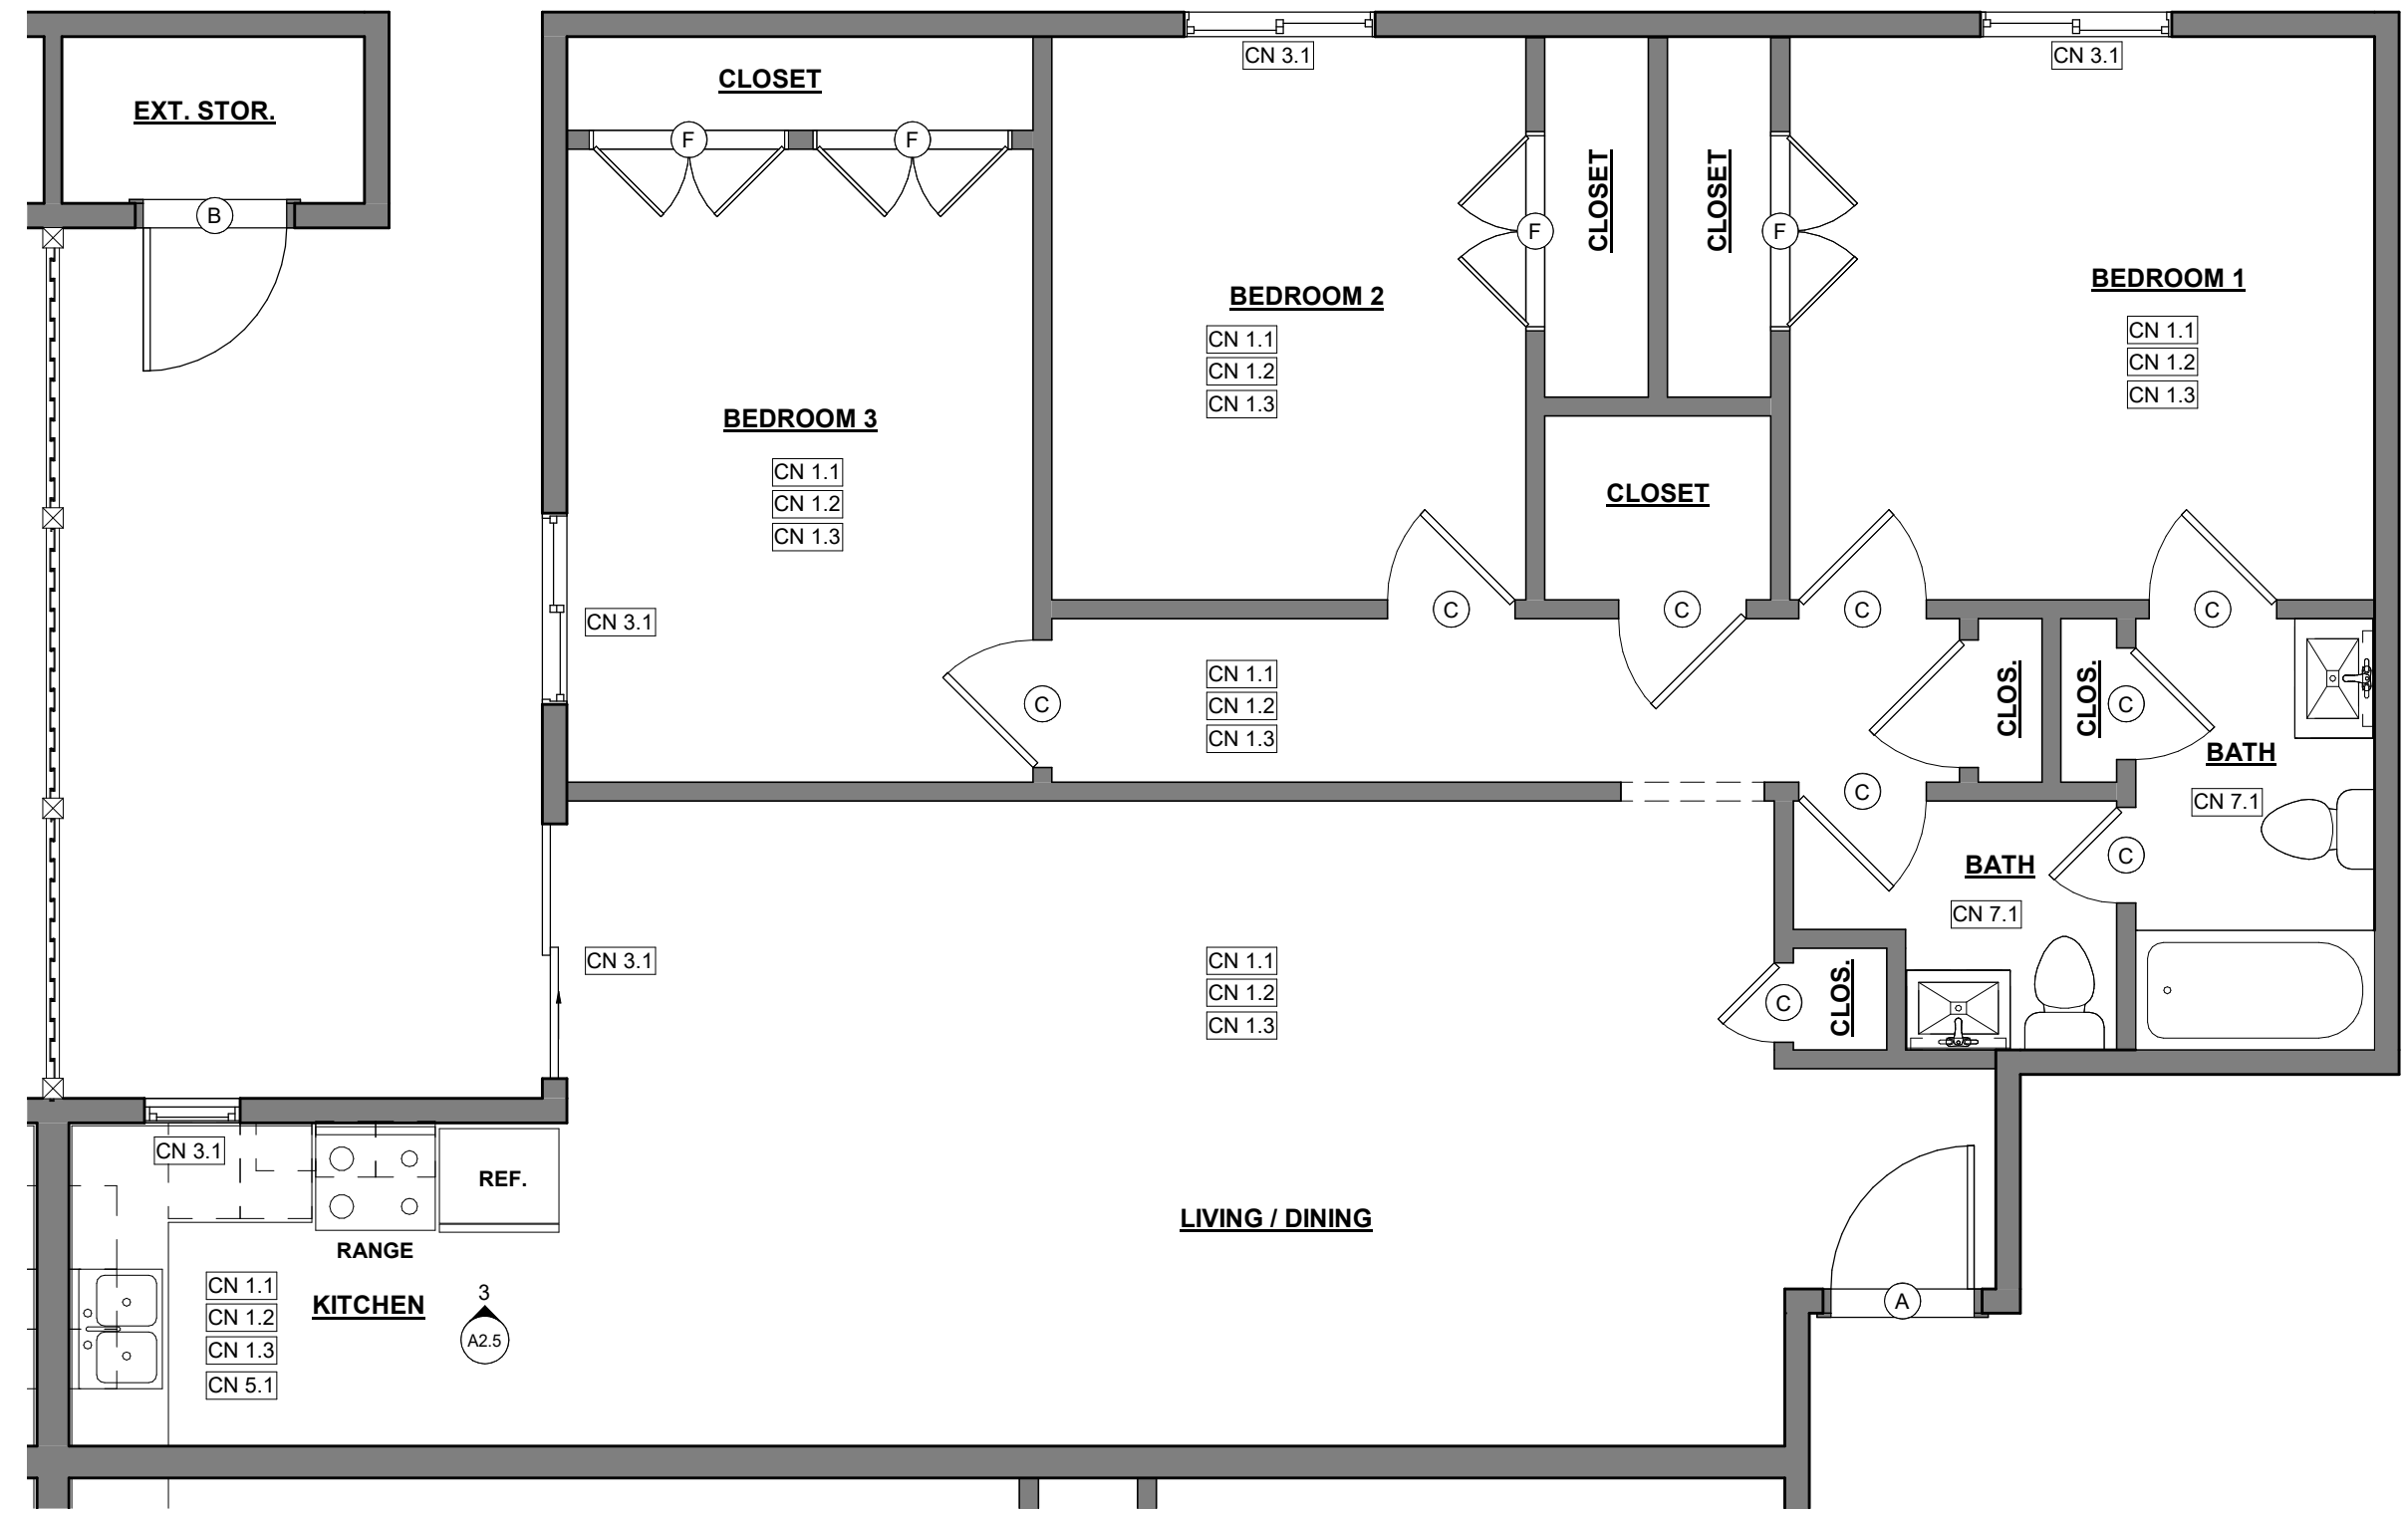 CN 3.1
CN 3.1
CLOSET
EXT. STOR.
F
F
CLOSET
CLOSET
B
F
F
BEDROOM 1
BEDROOM 2
CN 1.1
CN 1.2
CN 1.3
CN 1.1
CN 1.2
CN 1.3
BEDROOM 3
CN 1.1
CN 1.2
CN 1.3
CLOSET
C
C
C
C
CN 3.1
CN 1.1
CN 1.2
CN 1.3
C
CLOS.
CLOS.
C
BATH
CN 7.1
C
C
BATH
CN 7.1
CN 3.1
CN 1.1
CN 1.2
CN 1.3
C
CLOS.
CN 3.1
REF.
RANGE
LIVING / DINING
CN 1.1
CN 1.2
CN 1.3
CN 5.1
KITCHEN
3
A2.5
A